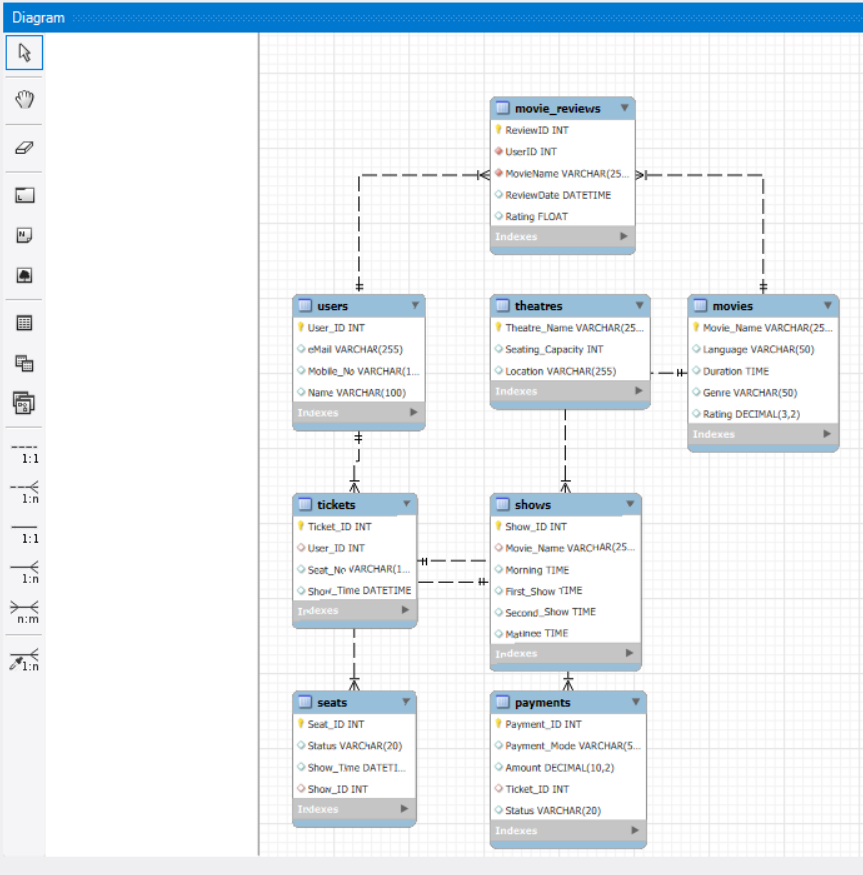 Diagram
movie_reviews
ReviewID INT
UserID INT
MovieName VARCHAR(25...
ReviewDate DATETIME
Rating FLOAT
Indexes
users
User_ID INT
eMail VARCHAR(255)
Mobile_No VARCHAR(1...
Name VARCHAR(100)
Indexes
theatres
Theatre_Name VARCHAR(25...
Seating_Capacity INT
Location VARCHAR(255)
Indexes
movies
Movie_Name VARCHAR(25...
Language VARCHAR(50)
Duration TIME
Genre VARCHAR(50)
Rating DECIMAL(3,2)
Indexes
tickets
Ticket_ID INT
User_ID INT
Seat_No VARCHAR(1...
Show_Time DATETIME
Indexes
shows
Show_ID INT
Movie_Name VARCHAR(25...
Morning TIME
First_Show TIME
Second_Show TIME
Matinee TIME
Indexes
seats
Seat_ID INT
Status VARCHAR(20)
Show_Time DATETI...
Show_ID INT
Indexes
payments
Payment_ID INT
Payment_Mode VARCHAR(5...
Amount DECIMAL(10,2)
Ticket_ID INT
Status VARCHAR(20)
Indexes
1:1
1:n
1:1
1:n
n:m
1:n